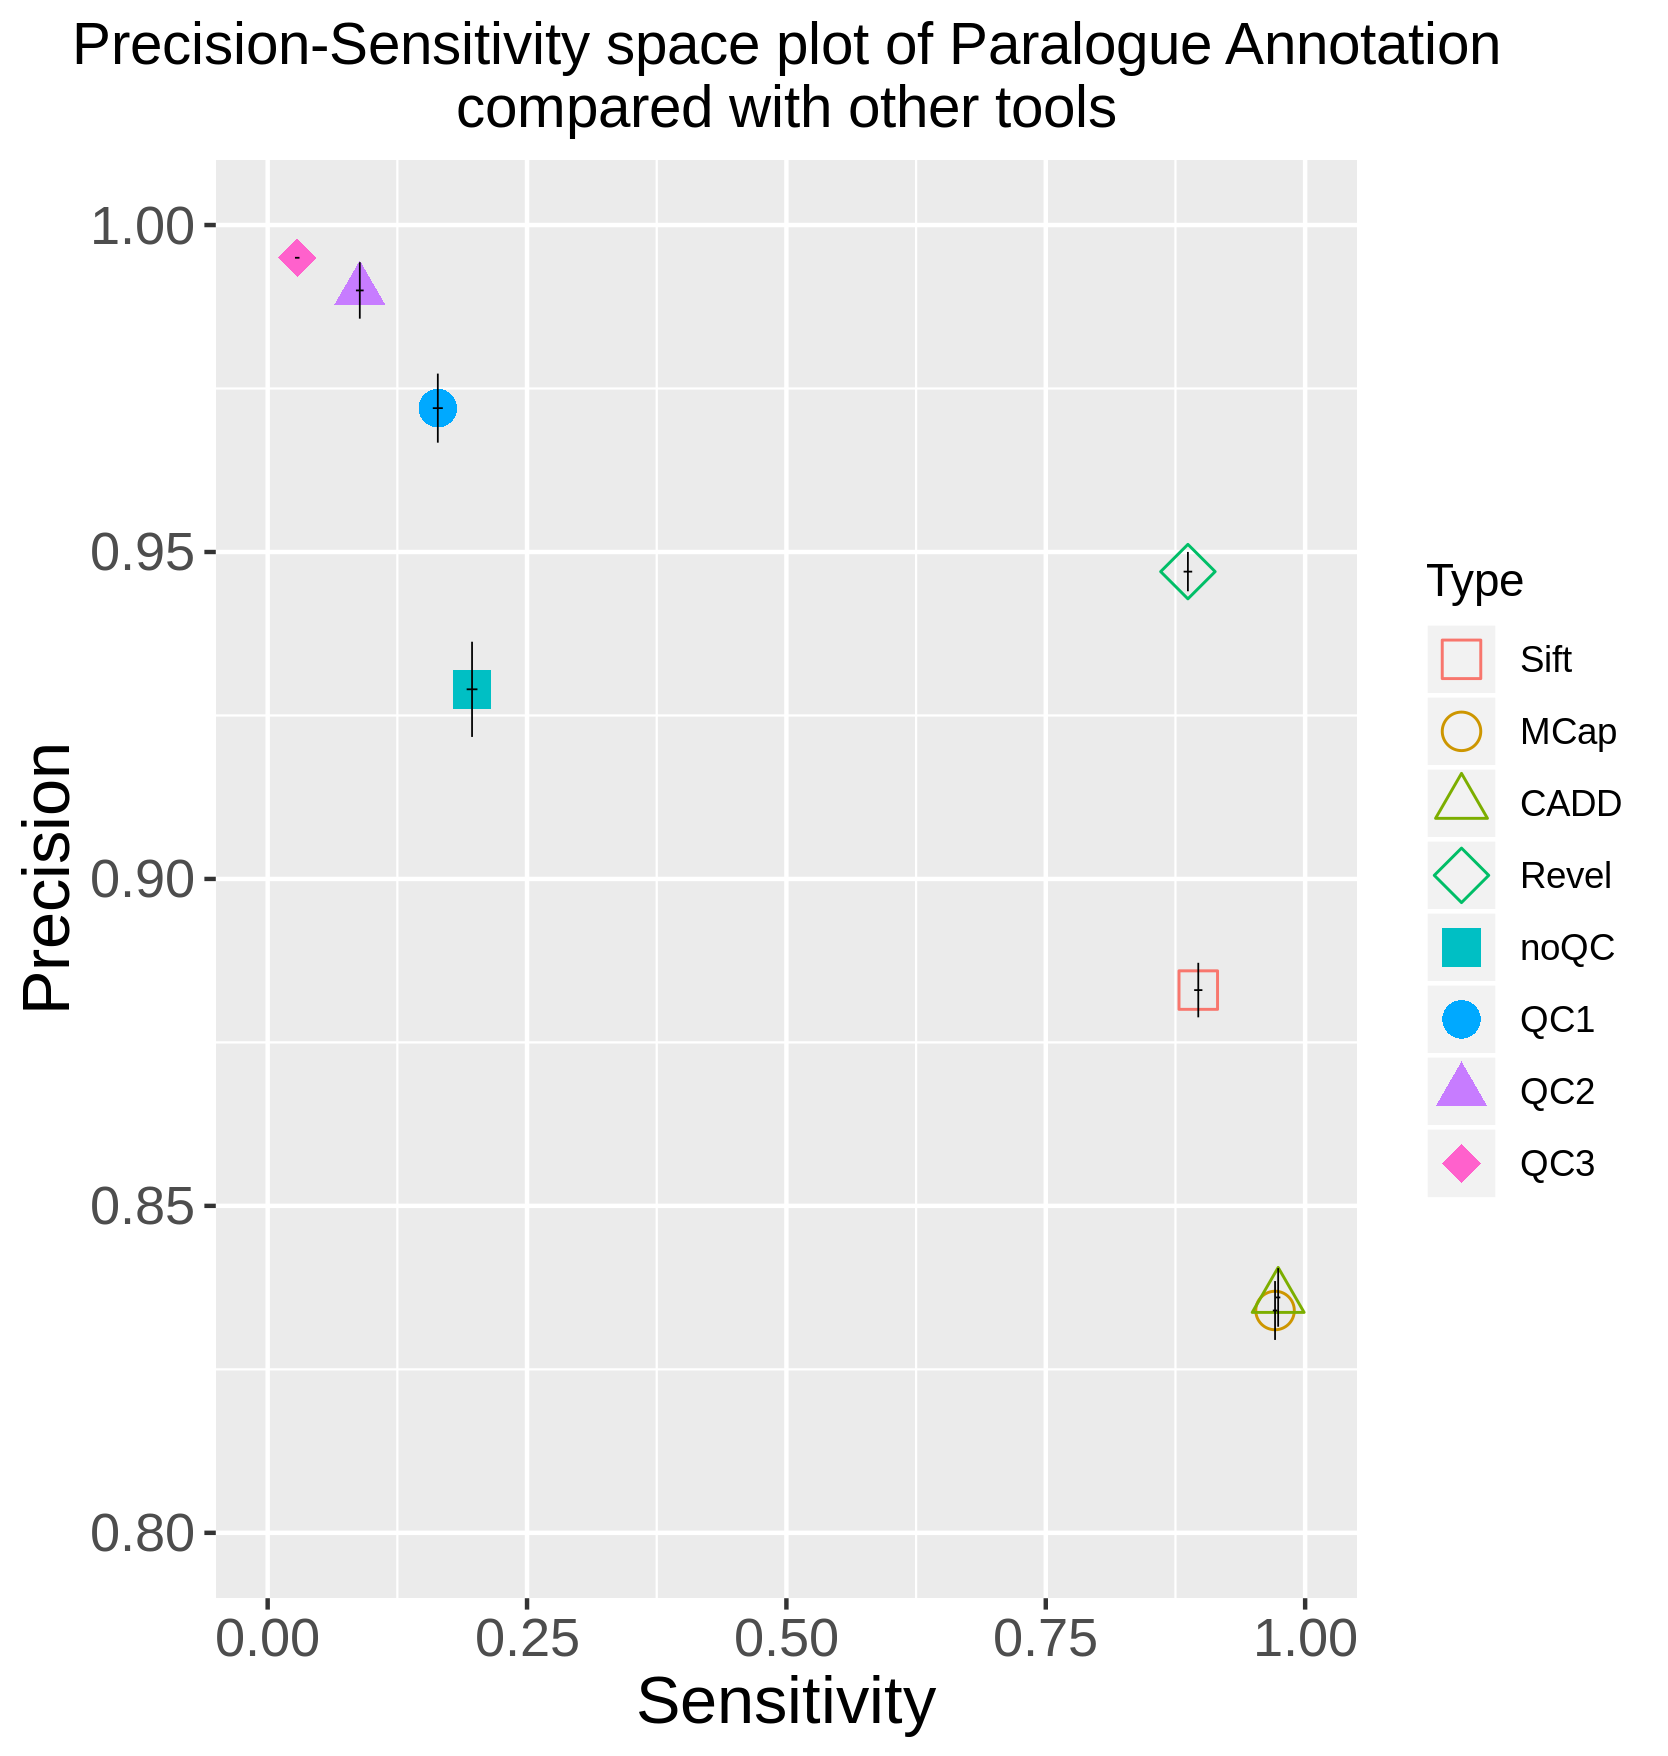 Precision-Sensitivity space plot of Paralogue Annotation
compared with other tools
Precision
1.00
0.95
0.90
0.85
0.80
0.00 0.25 0.50 0.75 1.00
Sensitivity
Type
Sift
MCap
CADD
Revel
noQC
QC1
QC2
QC3